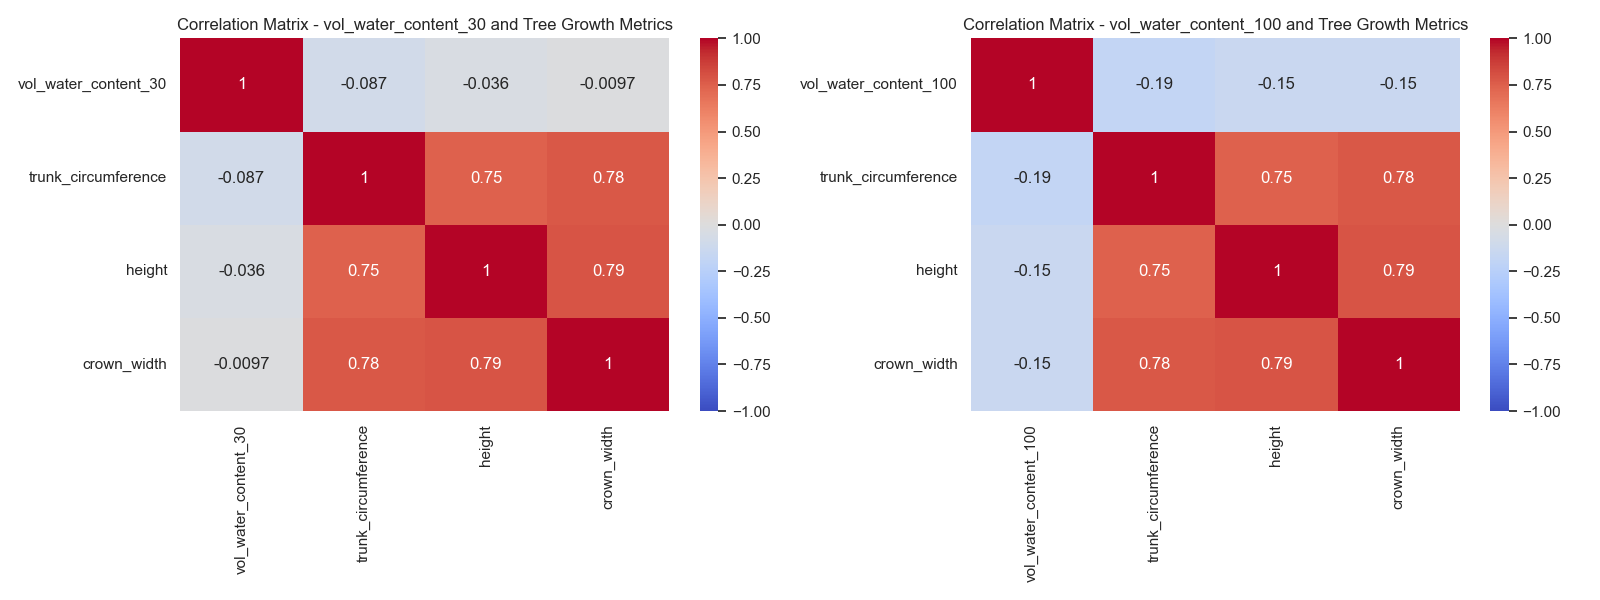 Correlation Matrix - vol_water_content_30 and Tree Growth Metrics
vol_water_content_30
1
-0.087
-0.036
-0.0097
trunk_circumference
-0.087
1
0.75
0.78
height
-0.036
0.75
1
0.79
crown_width
-0.0097
0.78
0.79
1
vol_water_content_30
trunk_circumference
height
crown_width
1.00
0.75
0.50
0.25
0.00
−0.25
−0.50
−0.75
−1.00
Correlation Matrix - vol_water_content_100 and Tree Growth Metrics
vol_water_content_100
1
-0.19
-0.15
-0.15
trunk_circumference
-0.19
1
0.75
0.78
height
-0.15
0.75
1
0.79
crown_width
-0.15
0.78
0.79
1
vol_water_content_100
trunk_circumference
height
crown_width
1.00
0.75
0.50
0.25
0.00
−0.25
−0.50
−0.75
−1.00